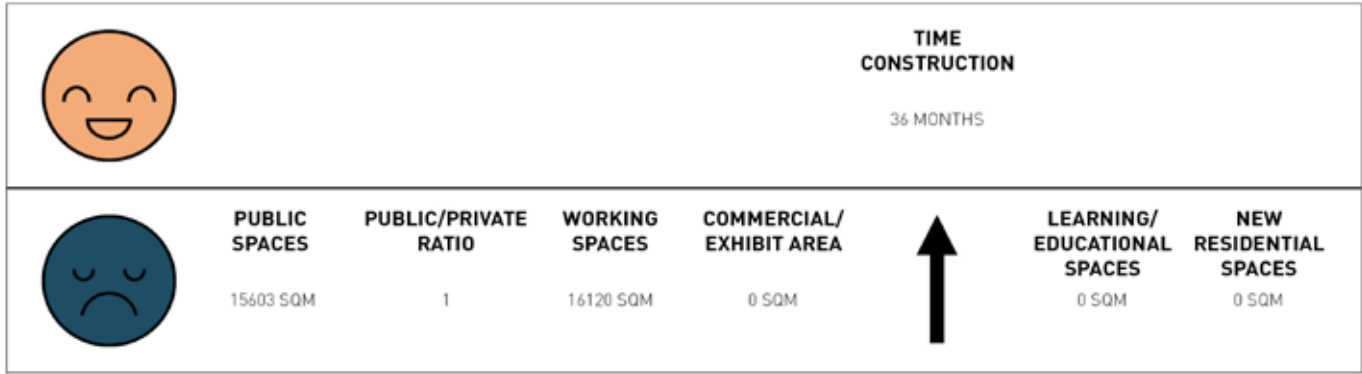 TIME
CONSTRUCTION
36 MONTHS
PUBLIC
SPACES
15603 SQM
PUBLIC/PRIVATE
RATIO
1
WORKING
SPACES
16120 SQM
COMMERCIAL/
EXHIBIT AREA
0 SQM
LEARNING/
EDUCATIONAL
SPACES
0 SQM
NEW
RESIDENTIAL
SPACES
0 SQM